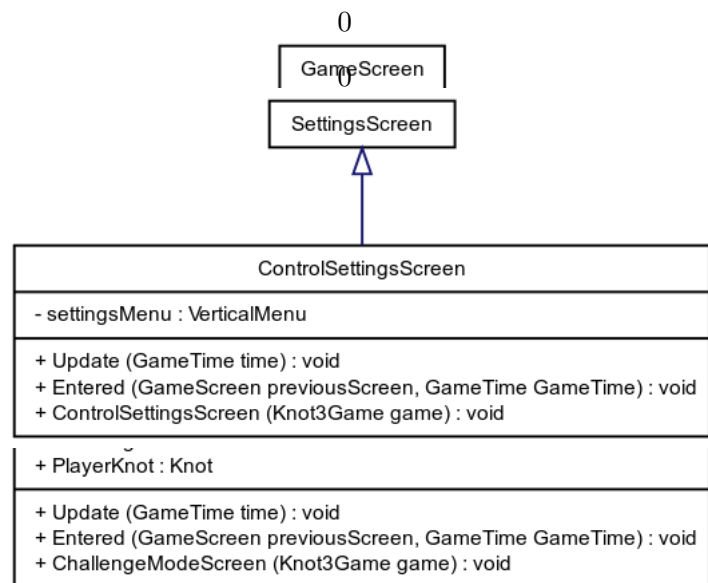 0
GameScreen
0
SettingsScreen
ControlSettingsScreen
- settingsMenu : VerticalMenu
+ Update (GameTime time) : void
+ Entered (GameScreen previousScreen, GameTime GameTime) : void
+ ControlSettingsScreen (Knot3Game game) : void
+ PlayerKnot : Knot
+ Update (GameTime time) : void
+ Entered (GameScreen previousScreen, GameTime GameTime) : void
+ ChallengeModeScreen (Knot3Game game) : void